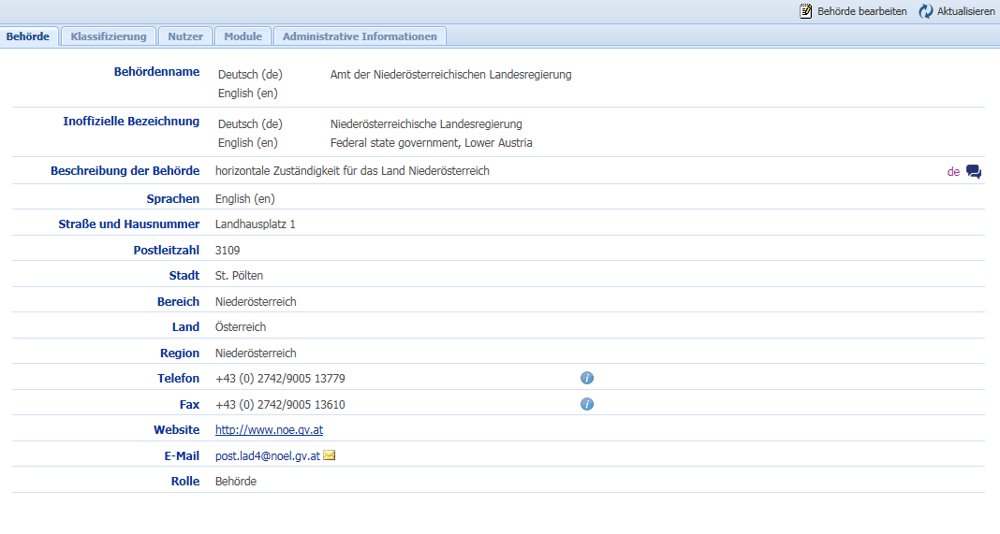 Behörde bearbeiten Aktualisieren
Behörde Klassifizierung Nutzer Module Administrative Informationen
Behördenname Deutsch (de) Amt der Niederösterreichischen Landesregierung
English (en)
Inoffizielle Bezeichnung Deutsch (de) Niederösterreichische Landesregierung
English (en) Federal state government, Lower Austria
Beschreibung der Behörde horizontale Zuständigkeit für das Land Niederösterreich de
Sprachen English (en)
Straße und Hausnummer Landhausplatz 1
Postleitzahl 3109
Stadt St. Pölten
Bereich Niederösterreich
Land Österreich
Region Niederösterreich
Telefon +43 (0) 2742/9005 13779
Fax +43 (0) 2742/9005 13610
Website http://www.noe.gv.at
E-Mail post.lad4@noel.gv.at
Rolle Behörde